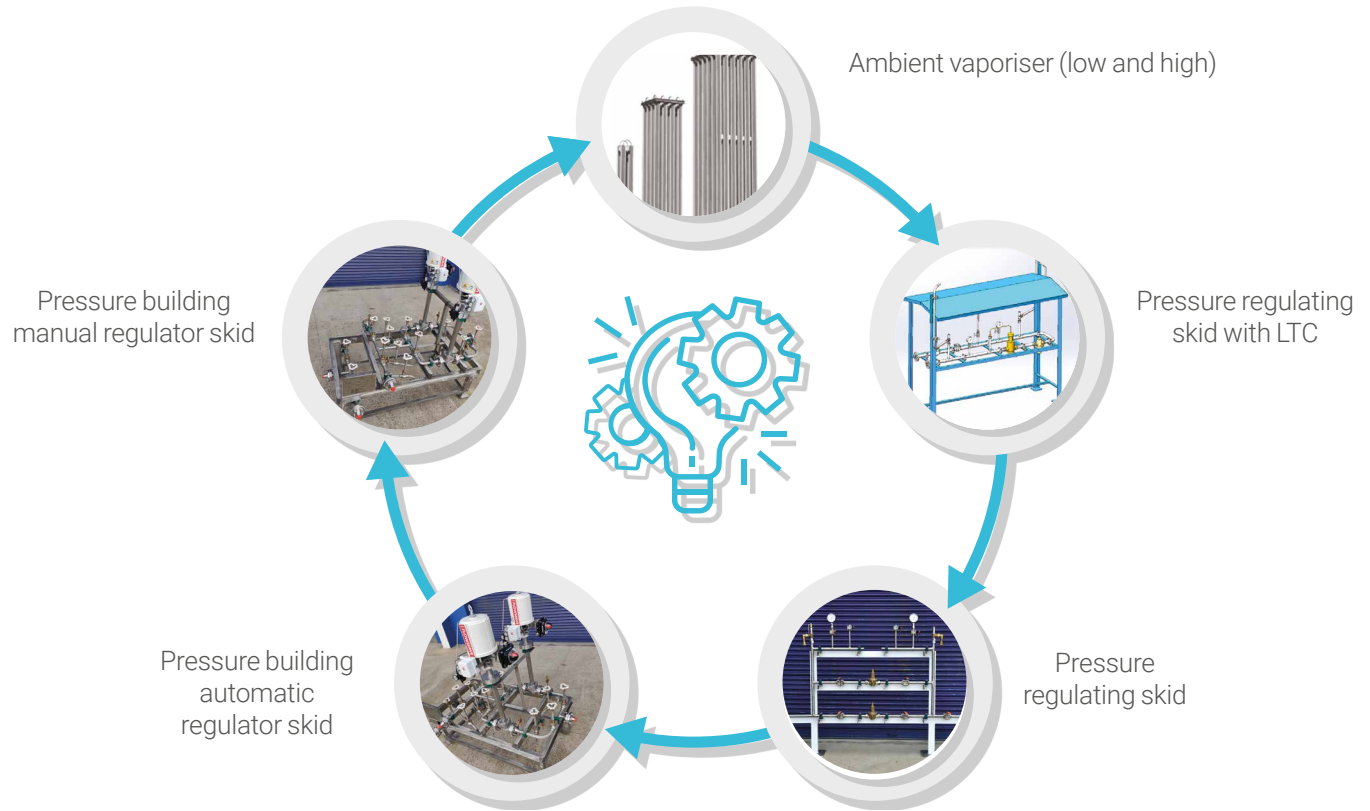 Ambient vaporiser (low and high)
Pressure building
manual regulator skid
Pressure regulating
skid with LTC
Pressure building
automatic
regulator skid
Pressure
regulating skid